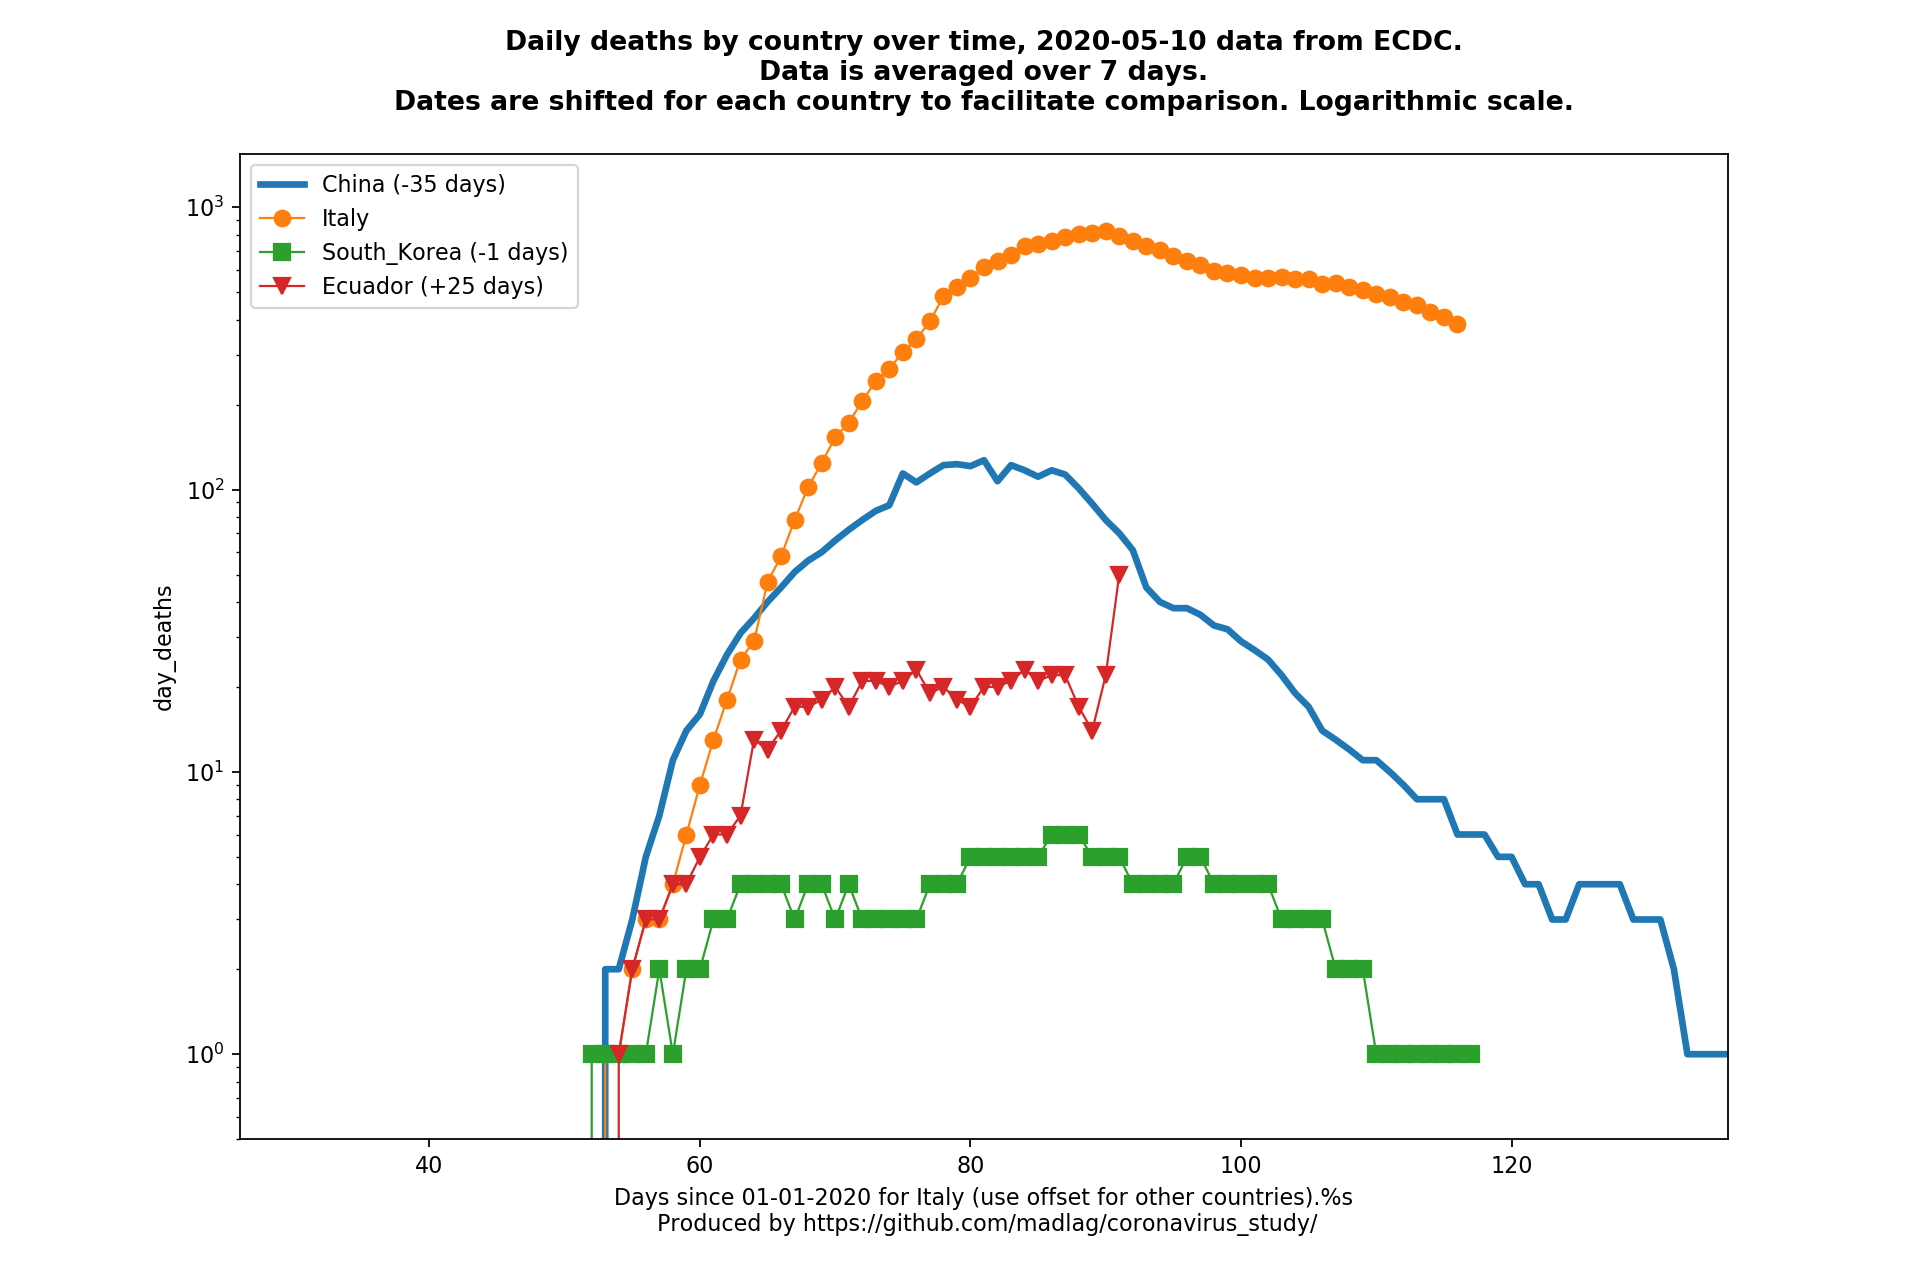 Daily deaths by country over time, 2020-05-10 data from ECDC.
Data is averaged over 7 days.
Dates are shifted for each country to facilitate comparison. Logarithmic scale.
China (-35 days)
Italy
South_Korea (-1 days)
Ecuador (+25 days)
10³
10²
10¹
10⁰
day_deaths
40 60 80 100 120
Days since 01-01-2020 for Italy (use offset for other countries).%s
Produced by https://github.com/madlag/coronavirus_study/